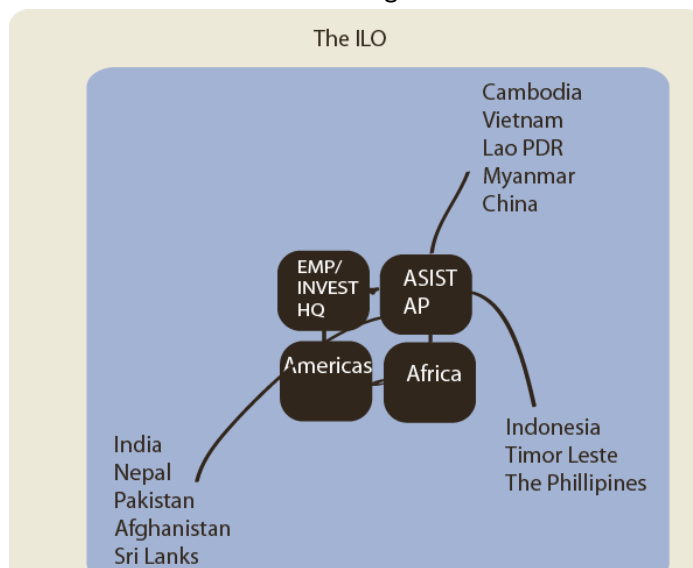 The ILO
Cambodia
Vietnam
Lao PDR
Myanmar
China
EMP/
INVEST
HQ
ASIST
AP
Americas
Africa
Indonesia
Timor Leste
The Phillipines
India
Nepal
Pakistan
Afghanistan
Sri Lanks